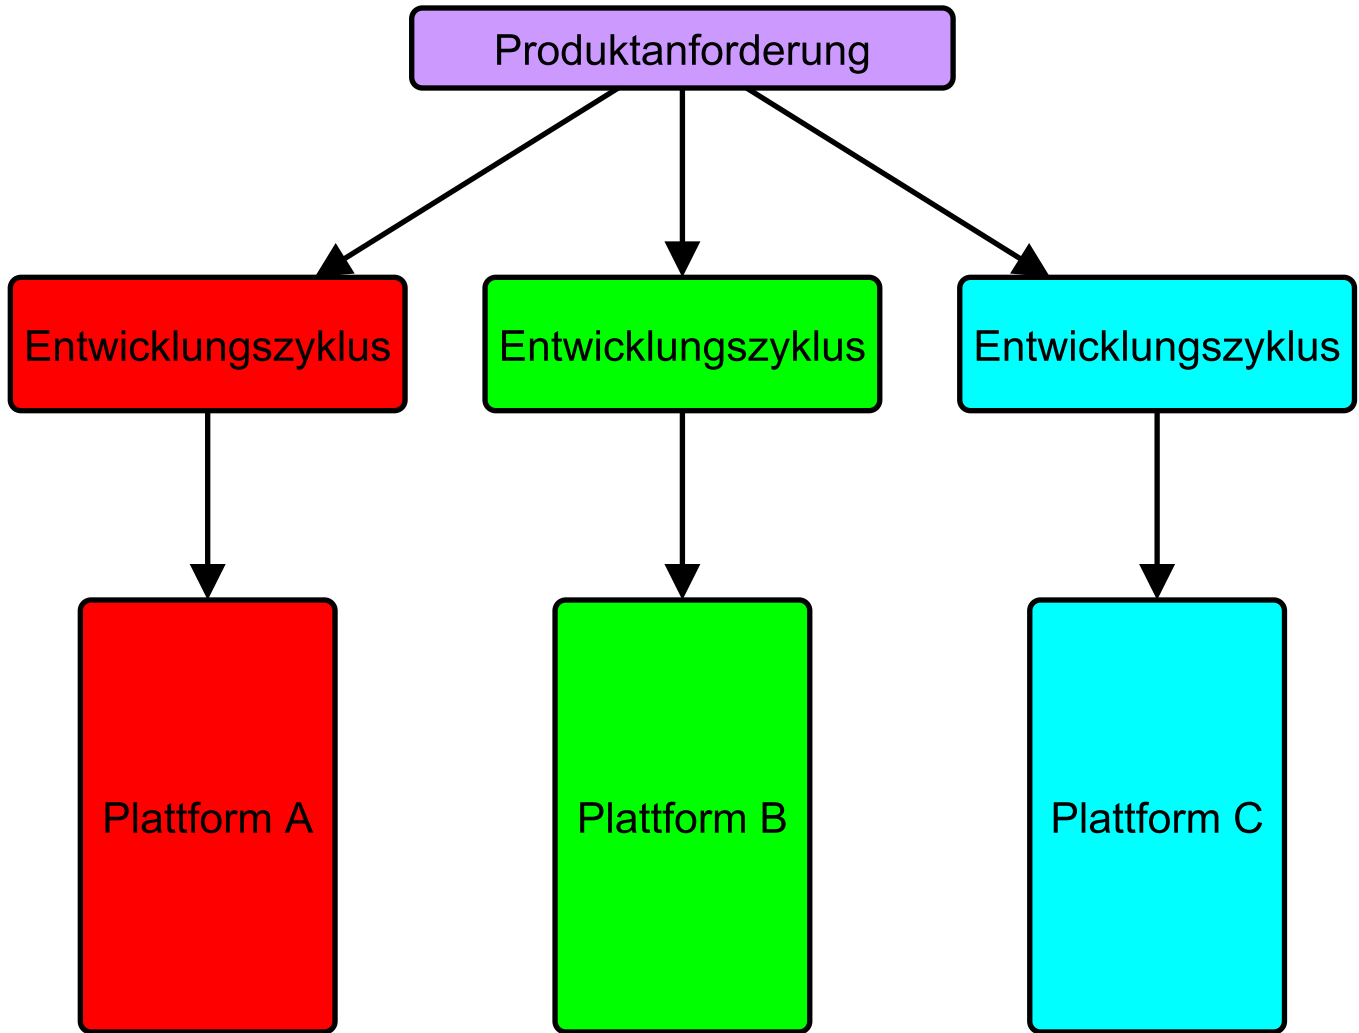 Produktanforderung
Entwicklungszyklus
Entwicklungszyklus
Entwicklungszyklus
Plattform A
Plattform B
Plattform C